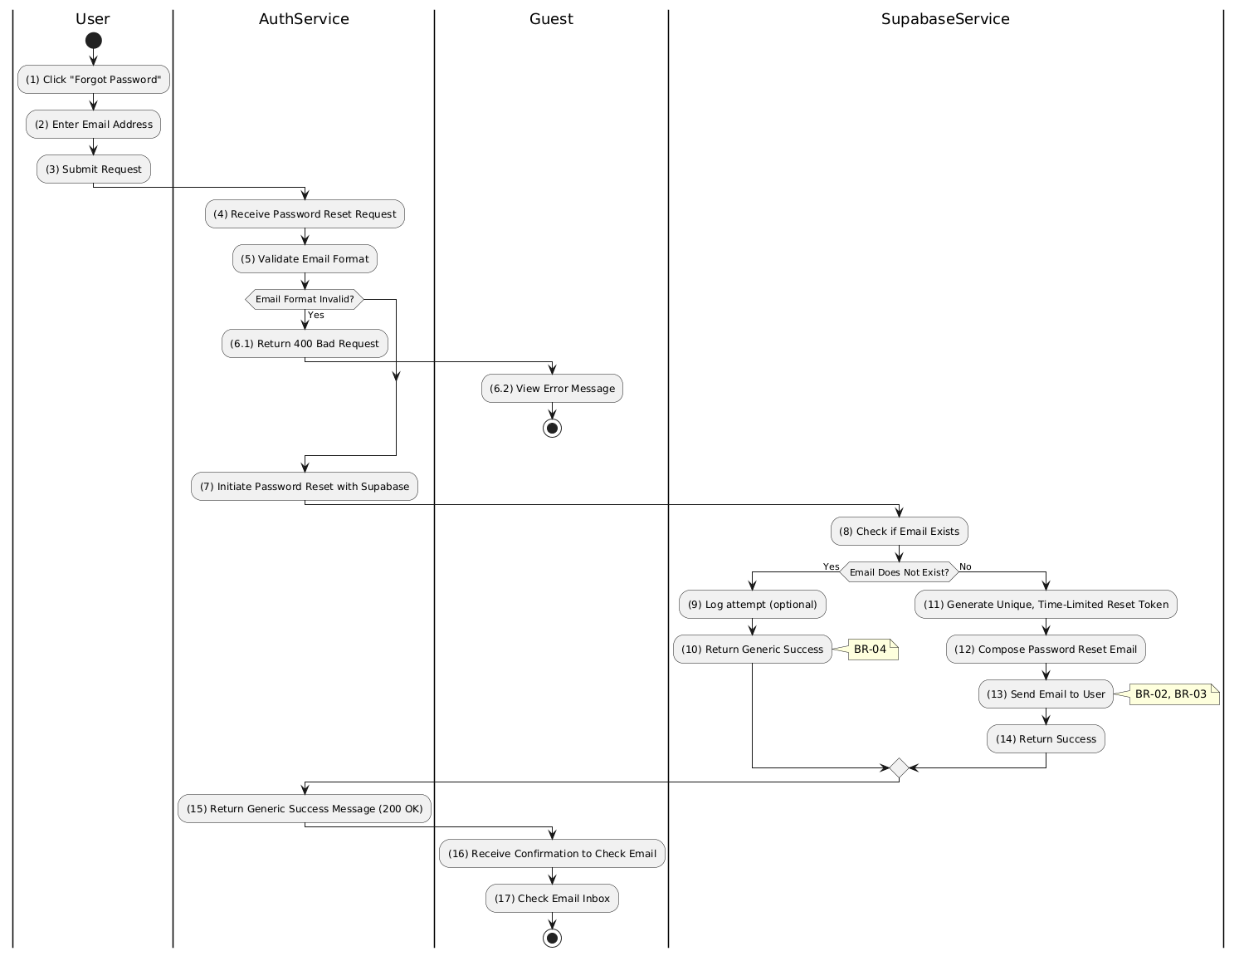 User
AuthService
Guest
SupabaseService
(1) Click "Forgot Password"
(2) Enter Email Address
(3) Submit Request
(4) Receive Password Reset Request
(5) Validate Email Format
Email Format Invalid?
Yes
(6.1) Return 400 Bad Request
(6.2) View Error Message
(7) Initiate Password Reset with Supabase
(8) Check if Email Exists
Yes
Email Does Not Exist?
No
(9) Log attempt (optional)
(11) Generate Unique, Time-Limited Reset Token
(10) Return Generic Success
BR-04
(12) Compose Password Reset Email
(13) Send Email to User
BR-02, BR-03
(14) Return Success
(15) Return Generic Success Message (200 OK)
(16) Receive Confirmation to Check Email
(17) Check Email Inbox